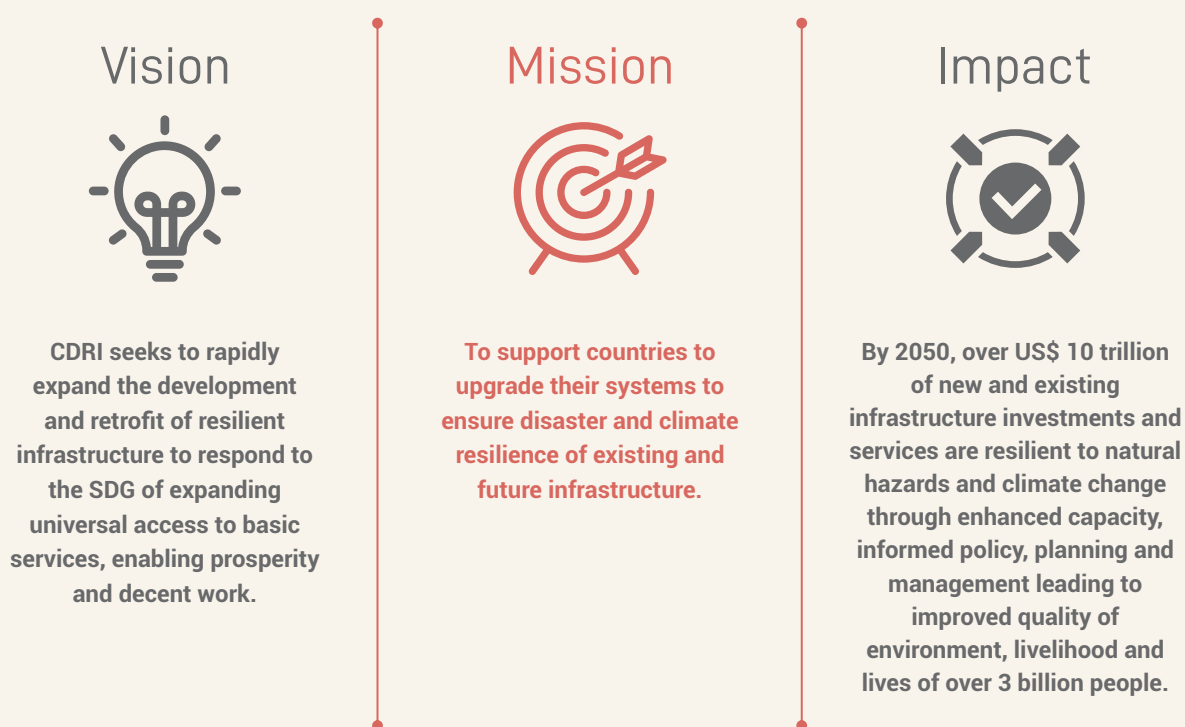 Vision
CDRI seeks to rapidly
expand the development
and retrofit of resilient
infrastructure to respond to
the SDG of expanding
universal access to basic
services, enabling prosperity
and decent work.
Mission
To support countries to
upgrade their systems to
ensure disaster and climate
resilience of existing and
future infrastructure.
Impact
By 2050, over US$ 10 trillion
of new and existing
infrastructure investments and
services are resilient to natural
hazards and climate change
through enhanced capacity,
informed policy, planning and
management leading to
improved quality of
environment, livelihood and
lives of over 3 billion people.